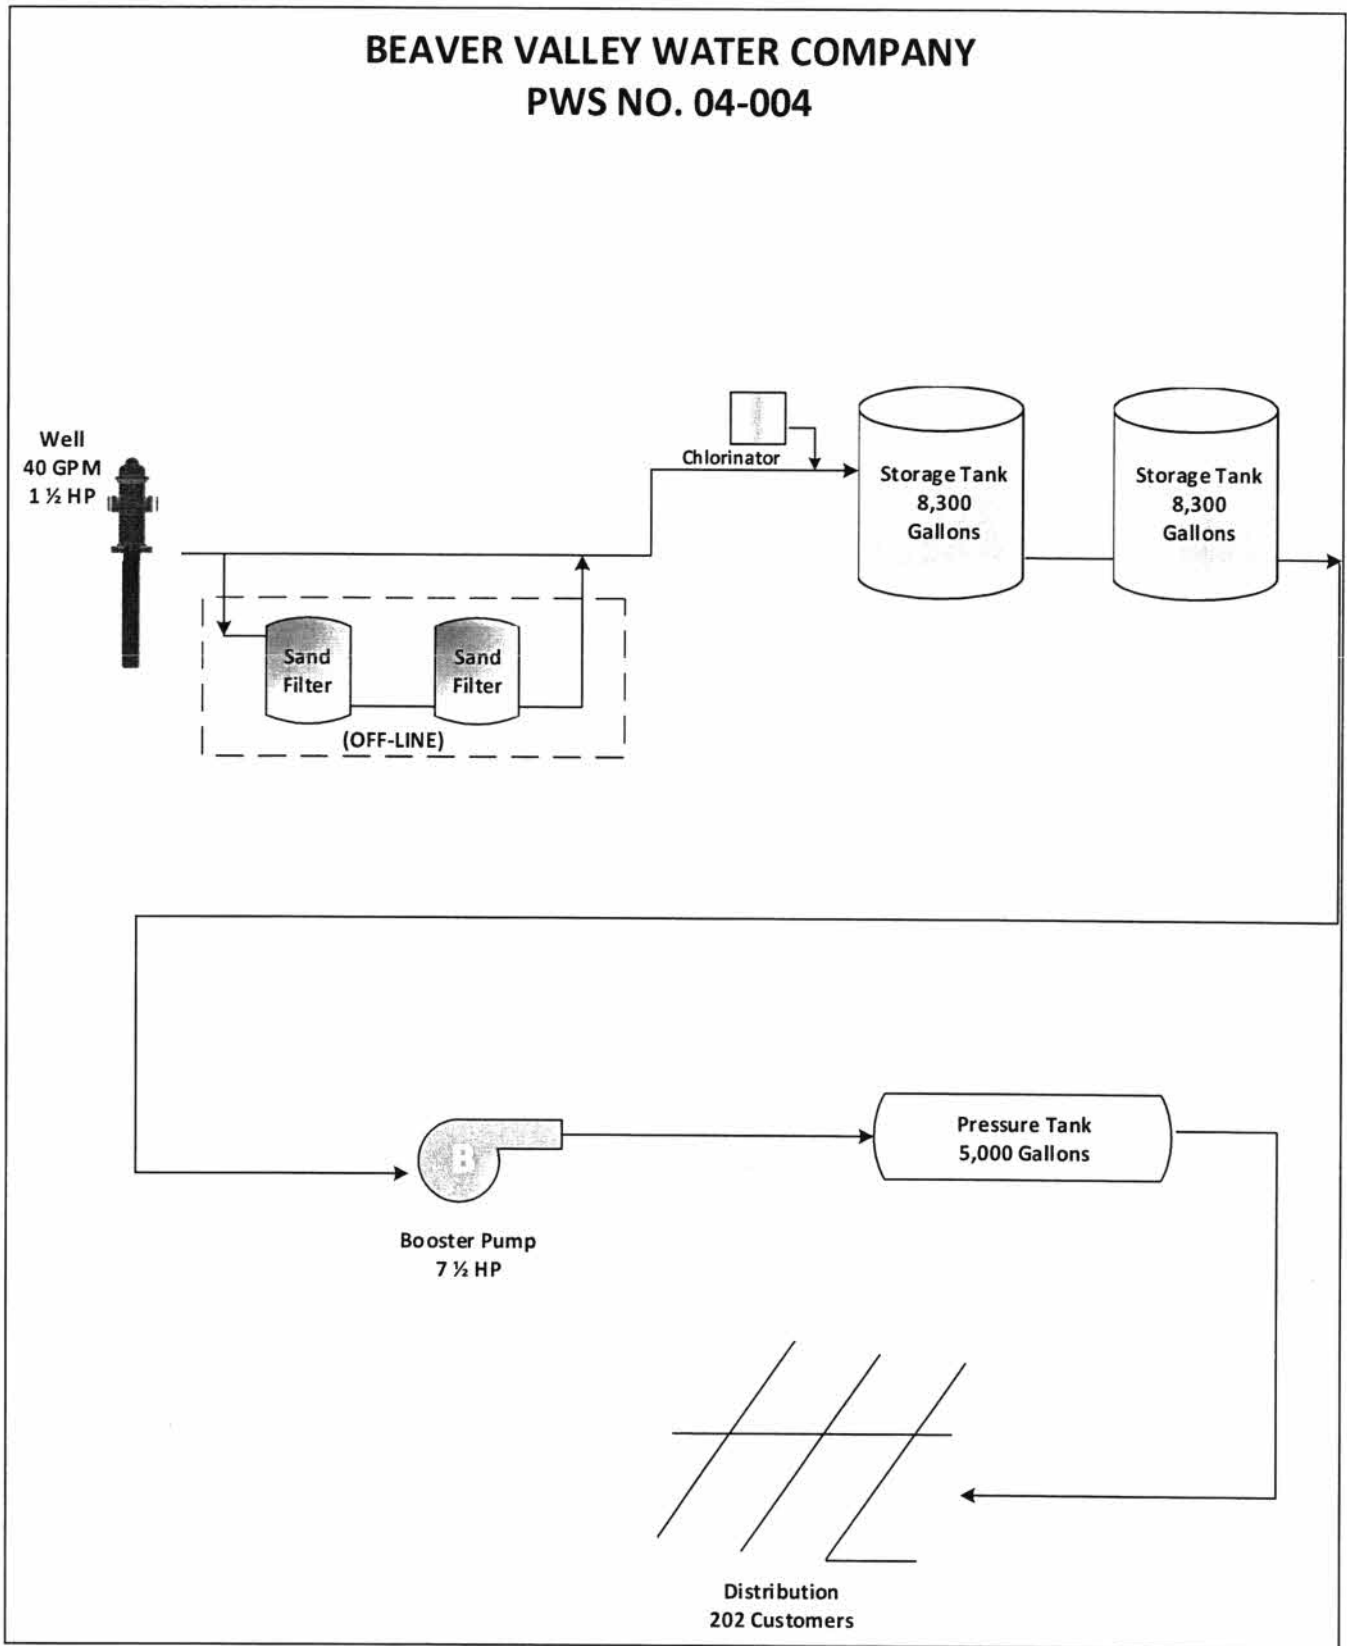 BEAVER VALLEY WATER COMPANY
PWS NO. 04-004
Well
40 GPM
1 ½ HP
Chlorinator
Storage Tank
8,300
Gallons
Storage Tank
8,300
Gallons
Sand
Filter
Sand
Filter
(OFF-LINE)
B
Booster Pump
7 ½ HP
Pressure Tank
5,000 Gallons
Distribution
202 Customers